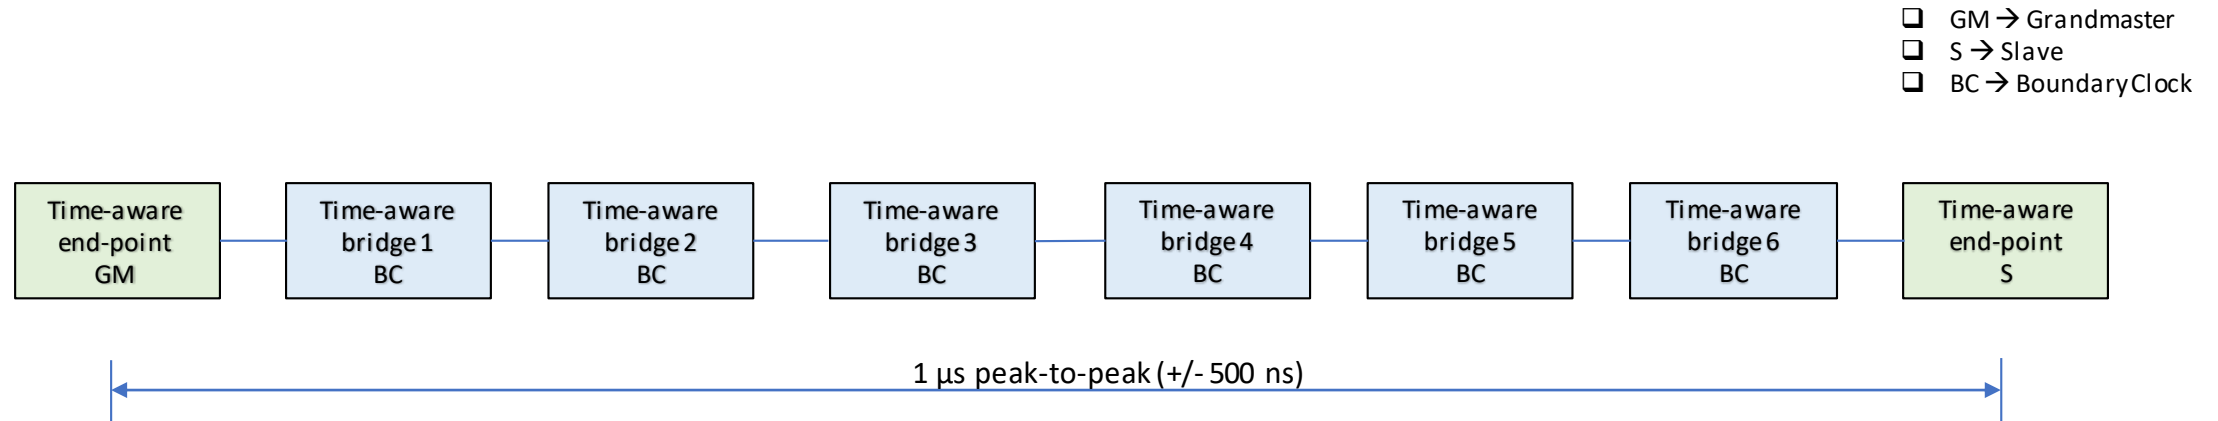 GM → Grandmaster
S → Slave
BC → Boundary Clock
Time-aware
end-point
GM
Time-aware
bridge 1
BC
Time-aware
bridge 2
BC
Time-aware
bridge 3
BC
Time-aware
bridge 4
BC
Time-aware
bridge 5
BC
Time-aware
bridge 6
BC
Time-aware
end-point
S
1 µs peak-to-peak (+/- 500 ns)